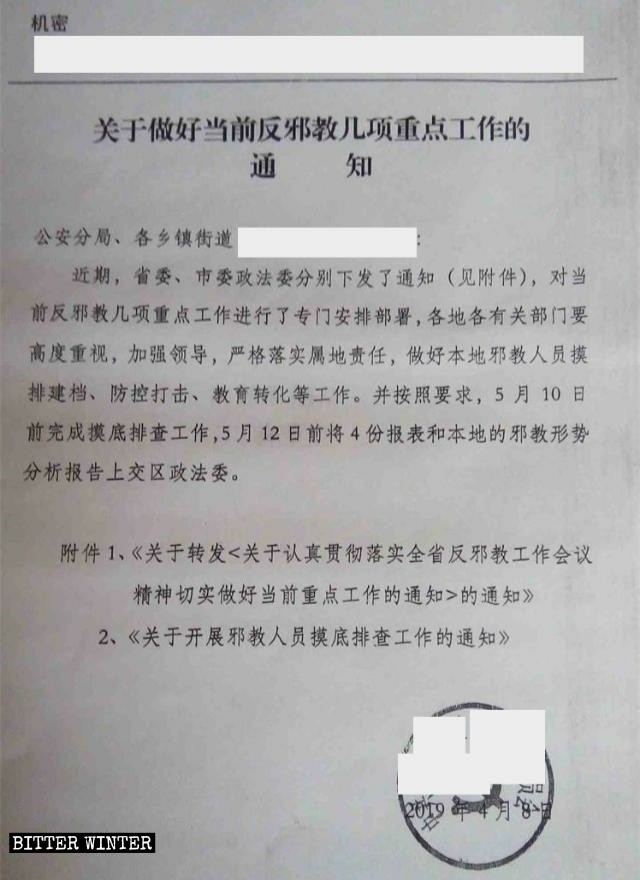 机密
关于做好当前反邪教几项重点工作的
通 知
公安分局、各乡镇街道 :
近期，省委、市委政法委分别下发了通知（见附件），对当
前反邪教几项重点工作进行了专门安排部署，各地各有关部门要
高度重视，加强领导，严格落实属地责任，做好本地邪教人员摸
排建档、防控打击、教育转化等工作。并按照要求，5 月 10 日
前完成摸底排查工作，5 月 12 日前将 4 份报表和本地的邪教形势
分析报告上交区政法委。
附件 1、《关于转发<关于认真贯彻落实全省反邪教工作会议
精神切实做好当前重点工作的通知>的通知》
2、《关于开展邪教人员摸底排查工作的通知》
2019 年 4 月 8 日
BITTER WINTER